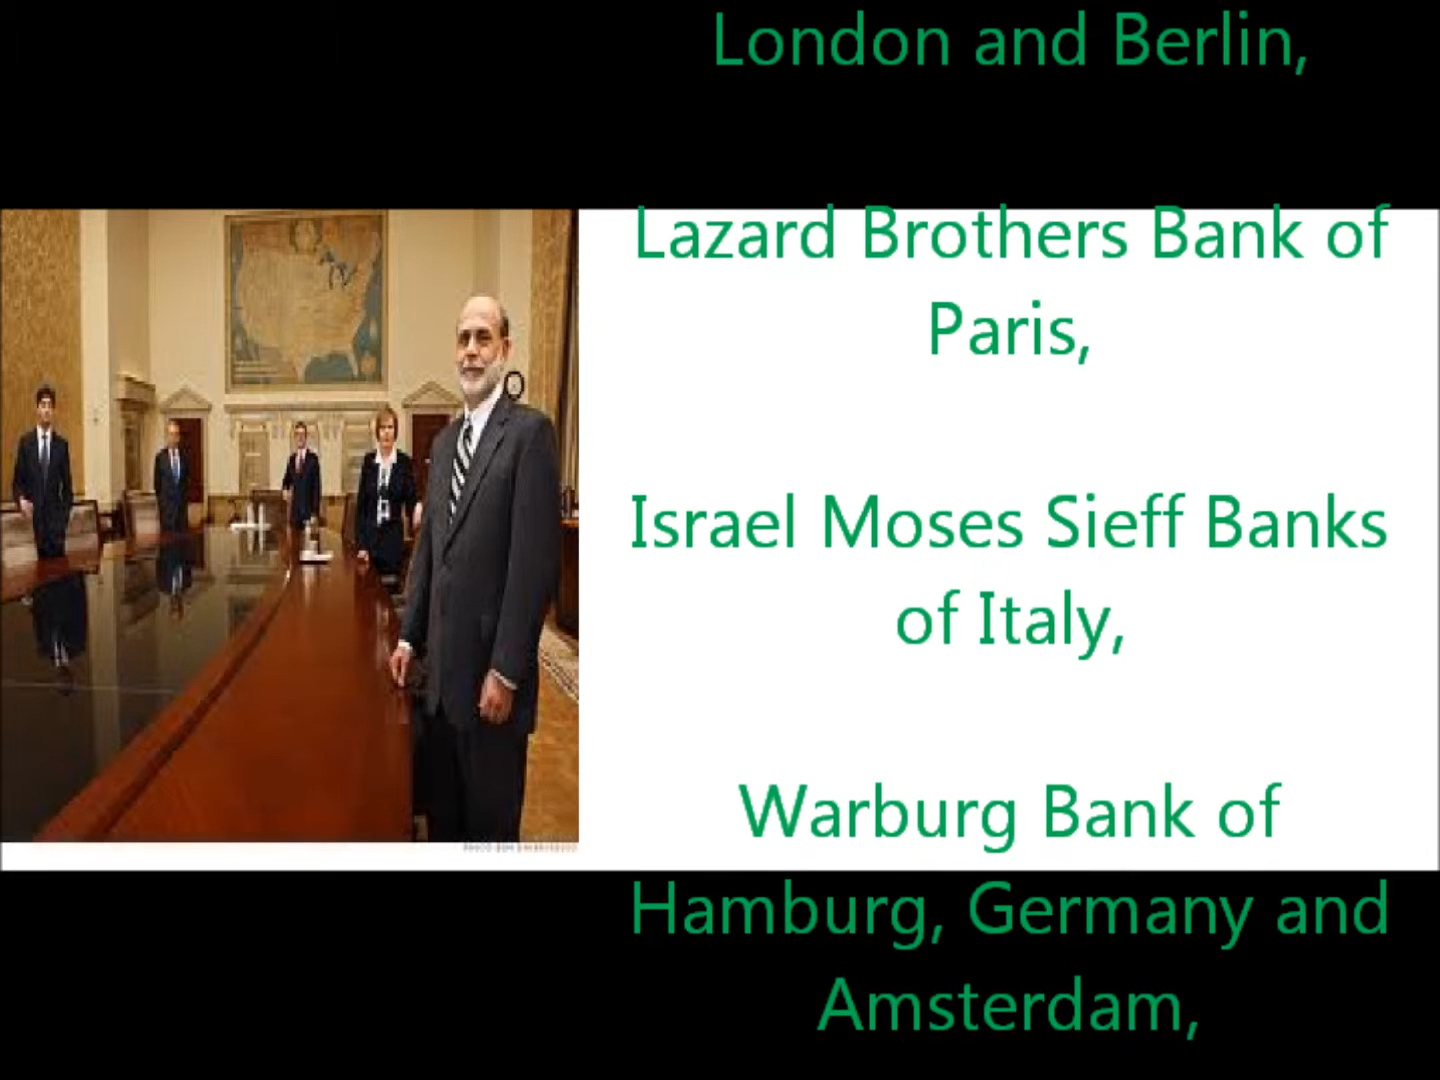 London and Berlin,
Lazard Brothers Bank of
Paris,
Israel Moses Sieff Banks
of Italy,
Warburg Bank of
Hamburg, Germany and
Amsterdam,